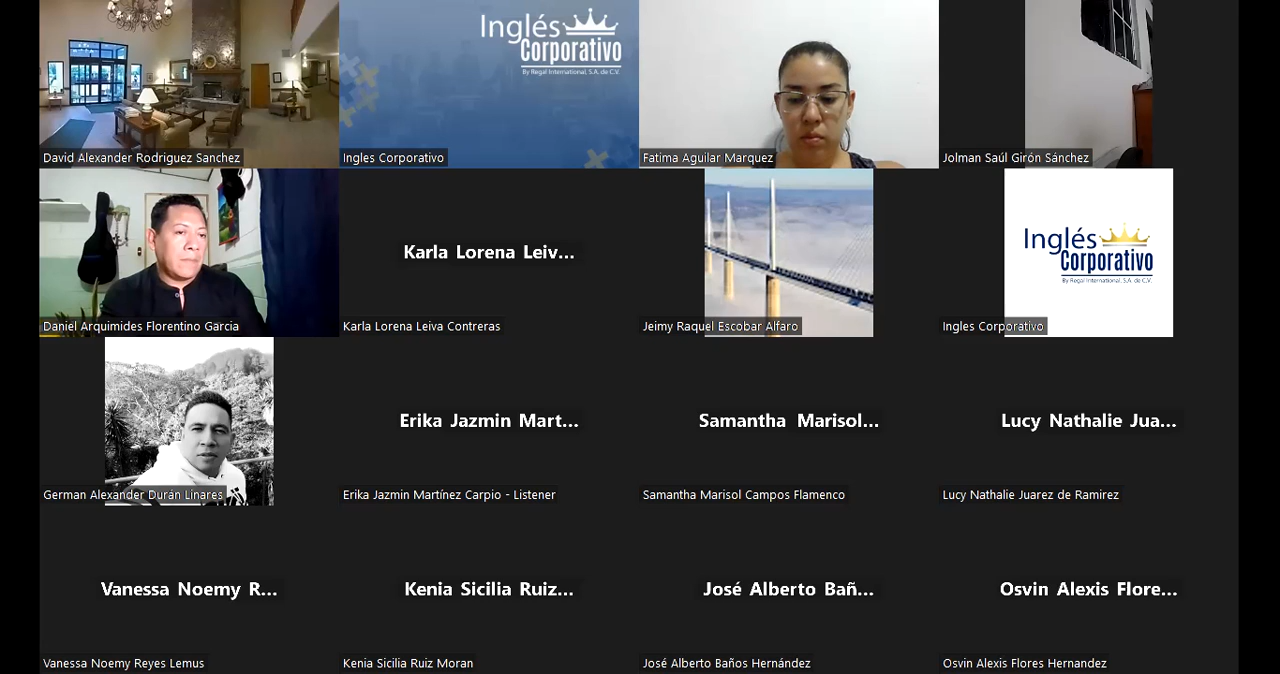 Inglés
Corporativo
By Regal International, S.A. de C.V.
David Alexander Rodriguez Sanchez
Ingles Corporativo
Fatima Aguilar Marquez
Jolman Saúl Girón Sánchez
Karla Lorena Leiv...
Inglés
Corporativo
By Regal International, S.A. de C.V.
Daniel Arquimides Florentino Garcia
Karla Lorena Leiva Contreras
Jeimy Raquel Escobar Alfaro
Ingles Corporativo
Erika Jazmin Mart...
Samantha Marisol...
Lucy Nathalie Jua...
German Alexander Durán Linares
Erika Jazmin Martínez Carpio - Listener
Samantha Marisol Campos Flamenco
Lucy Nathalie Juarez de Ramirez
Vanessa Noemy R...
Kenia Sicilia Ruiz...
José Alberto Bañ...
Osvin Alexis Flore...
Vanessa Noemy Reyes Lemus
Kenia Sicilia Ruiz Moran
José Alberto Baños Hernández
Osvin Alexis Flores Hernandez